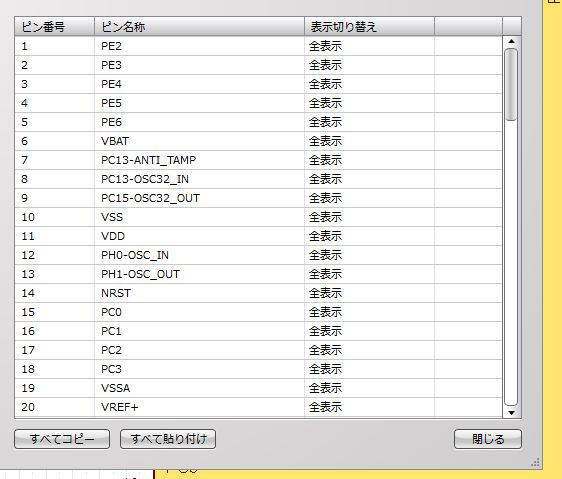 ピン番号 ピン名称 表示切り替え
1 PE2 全表示
2 PE3 全表示
3 PE4 全表示
4 PE5 全表示
5 PE6 全表示
6 VBAT 全表示
7 PC13-ANTI_TAMP 全表示
8 PC13-OSC32_IN 全表示
9 PC15-OSC32_OUT 全表示
10 VSS 全表示
11 VDD 全表示
12 PH0-OSC_IN 全表示
13 PH1-OSC_OUT 全表示
14 NRST 全表示
15 PC0 全表示
16 PC1 全表示
17 PC2 全表示
18 PC3 全表示
19 VSSA 全表示
20 VREF+ 全表示
すべてコピー すべて貼り付け 閉じる